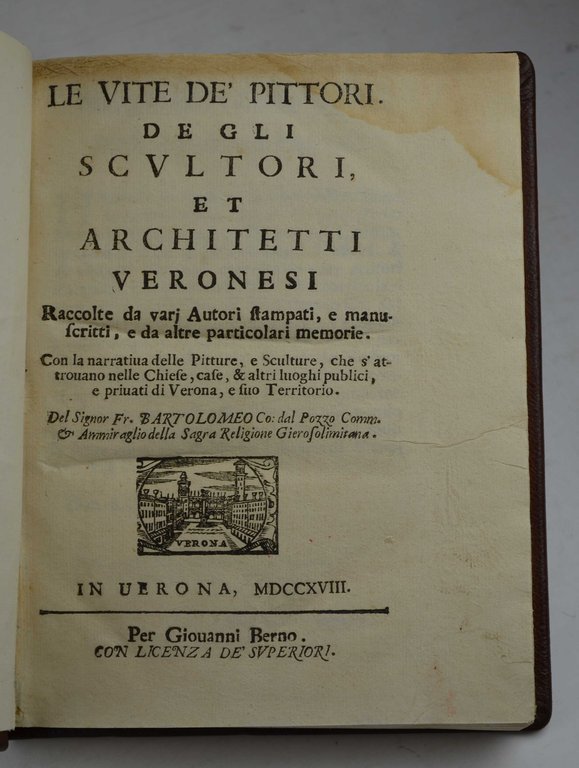 LE VITE DE' PITTORI.
DEGLI
SCVLTORI,
ET
ARCHITETTI
VERONESI
Raccolte da varj Autori ſtampati, e manu-
ſcritti, e da altre particolari memorie.
Con la narratiua delle Pitture, e Sculture, che s'at-
trouano nelle Chieſe, caſe, & altri luoghi publici,
e priuati di Verona, e ſuo Territorio.
Del Signor Fr. BARTOLOMEO Co: dal Pozzo Comm.
& Ammiraglio della Sagra Religione Gieroſolimitana.
VERONA
IN UERONA, MDCCXVIII.
Per Giouanni Berno.
CON LICENZA DE' SVPERIORI.